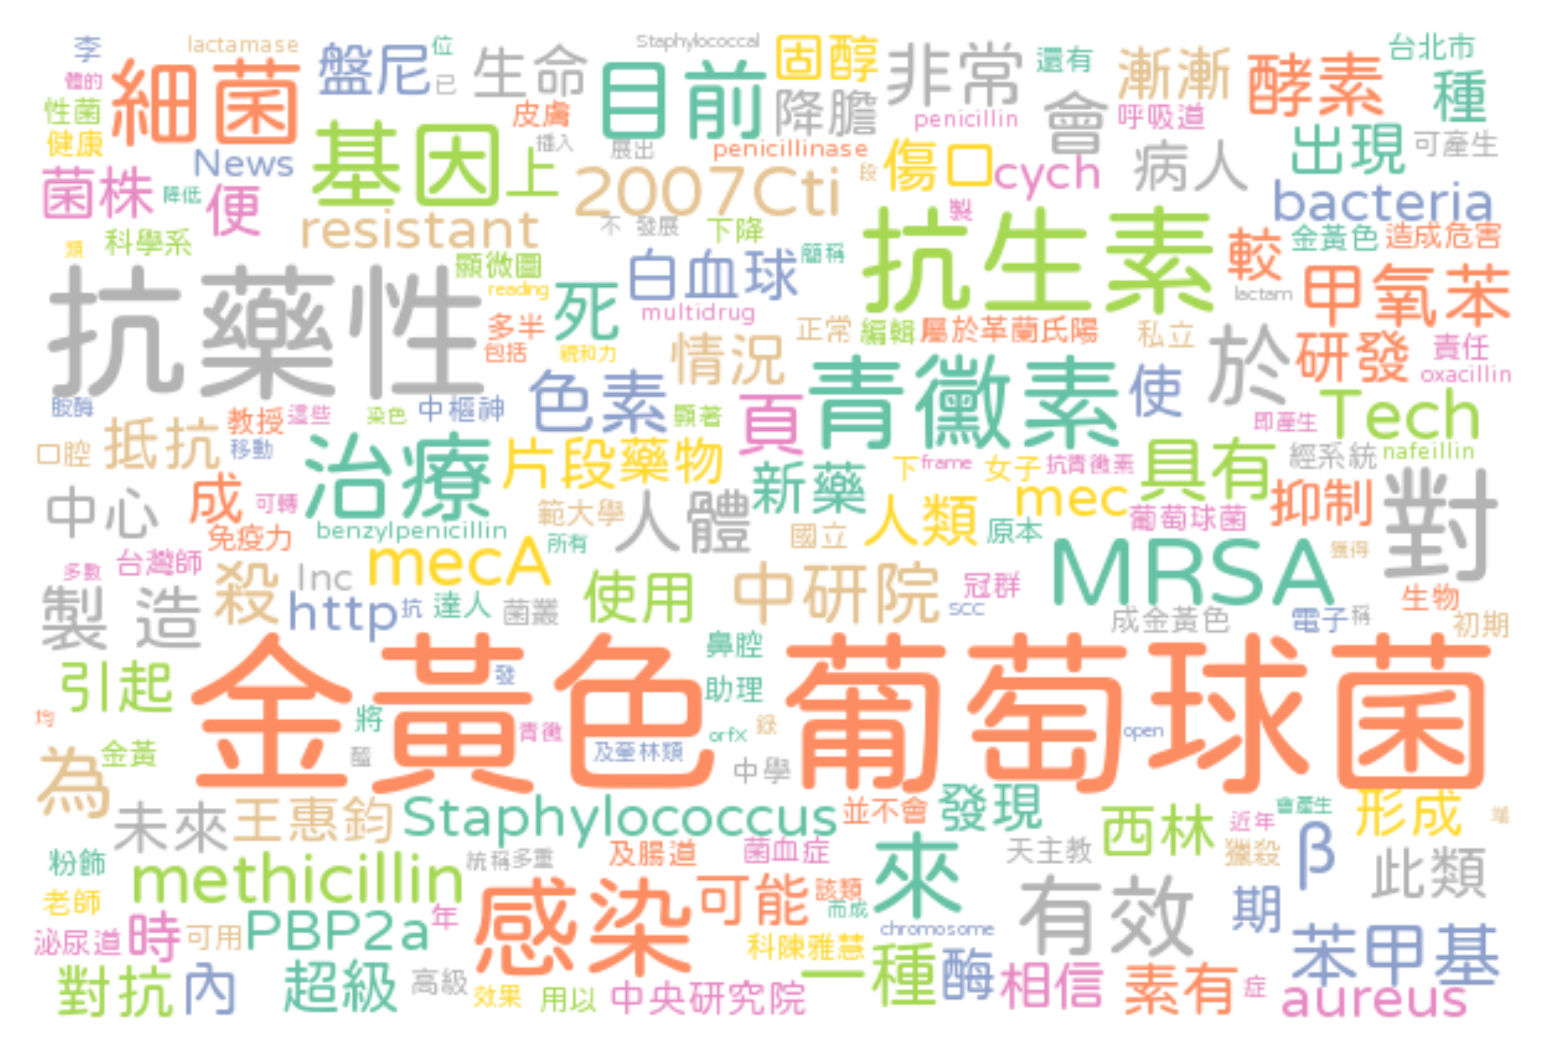 李
lactamase
盤尼
位
生命
Staphylococcal
固醇
非常
還有
漸漸
台北市
體的
細菌
已
目前
酵素
種
性菌
皮膚
降膽
會
呼吸道
penicillin
健康
基因
插入
展出
penicillinase
傷口
病人
出現
可產生
News
上
段
cych
菌株
降低
便
2007Cti
bacteria
resistant
不
發展
下降
製
抗生素
較
金黃色
造成危害
類
科學系
顯微圖
白血球
簡稱
抗藥性
reading
死
lactam
甲氧苯
multidrug
多半
正常
編輯
屬於革蘭氏陽
私立
於
包括
親和力
情況
研發
責任
oxacillin
胺酶
色素
青黴素
使
教授
這些
染色
中樞神
顯著
頁
即產生
Tech
口腔
抵抗
移動
治療
片段
藥物
新藥
下
frame
女子
抗青黴素
具有
經系統
nafeillin
中心
成
可轉
範大學
人體
人類
mec
葡萄球菌
抑制
對
免疫力
benzylpenicillin
所有
國立
原本
MRSA
獲得
多數
台灣師
殺
Inc
mecA
使用
中研院
冠群
製造
http
抗
達人
菌叢
scc
成金黃色
電子
稱
生物
初期
引起
金黃色
葡萄球菌
鼻腔
發
助理
均
將
青黴
orfx
錄
open
為
金黃
及莖林類
中學
未來
王惠鈞
Staphylococcus
並不會
發現
西林
近年
會產生
形成
粉飾
methicillin
統稱多重
及腸道
菌血症
來
天主教
獵殺
β
此類
老師
感染
可能
該類
而成
有效
期
泌尿道
時
可用
PBP2a
年
chromosome
科陳雅慧
苯甲基
對抗
內
超級
高級
效果
用以
中央研究院
一種
酶
相信
素有
症
aureus